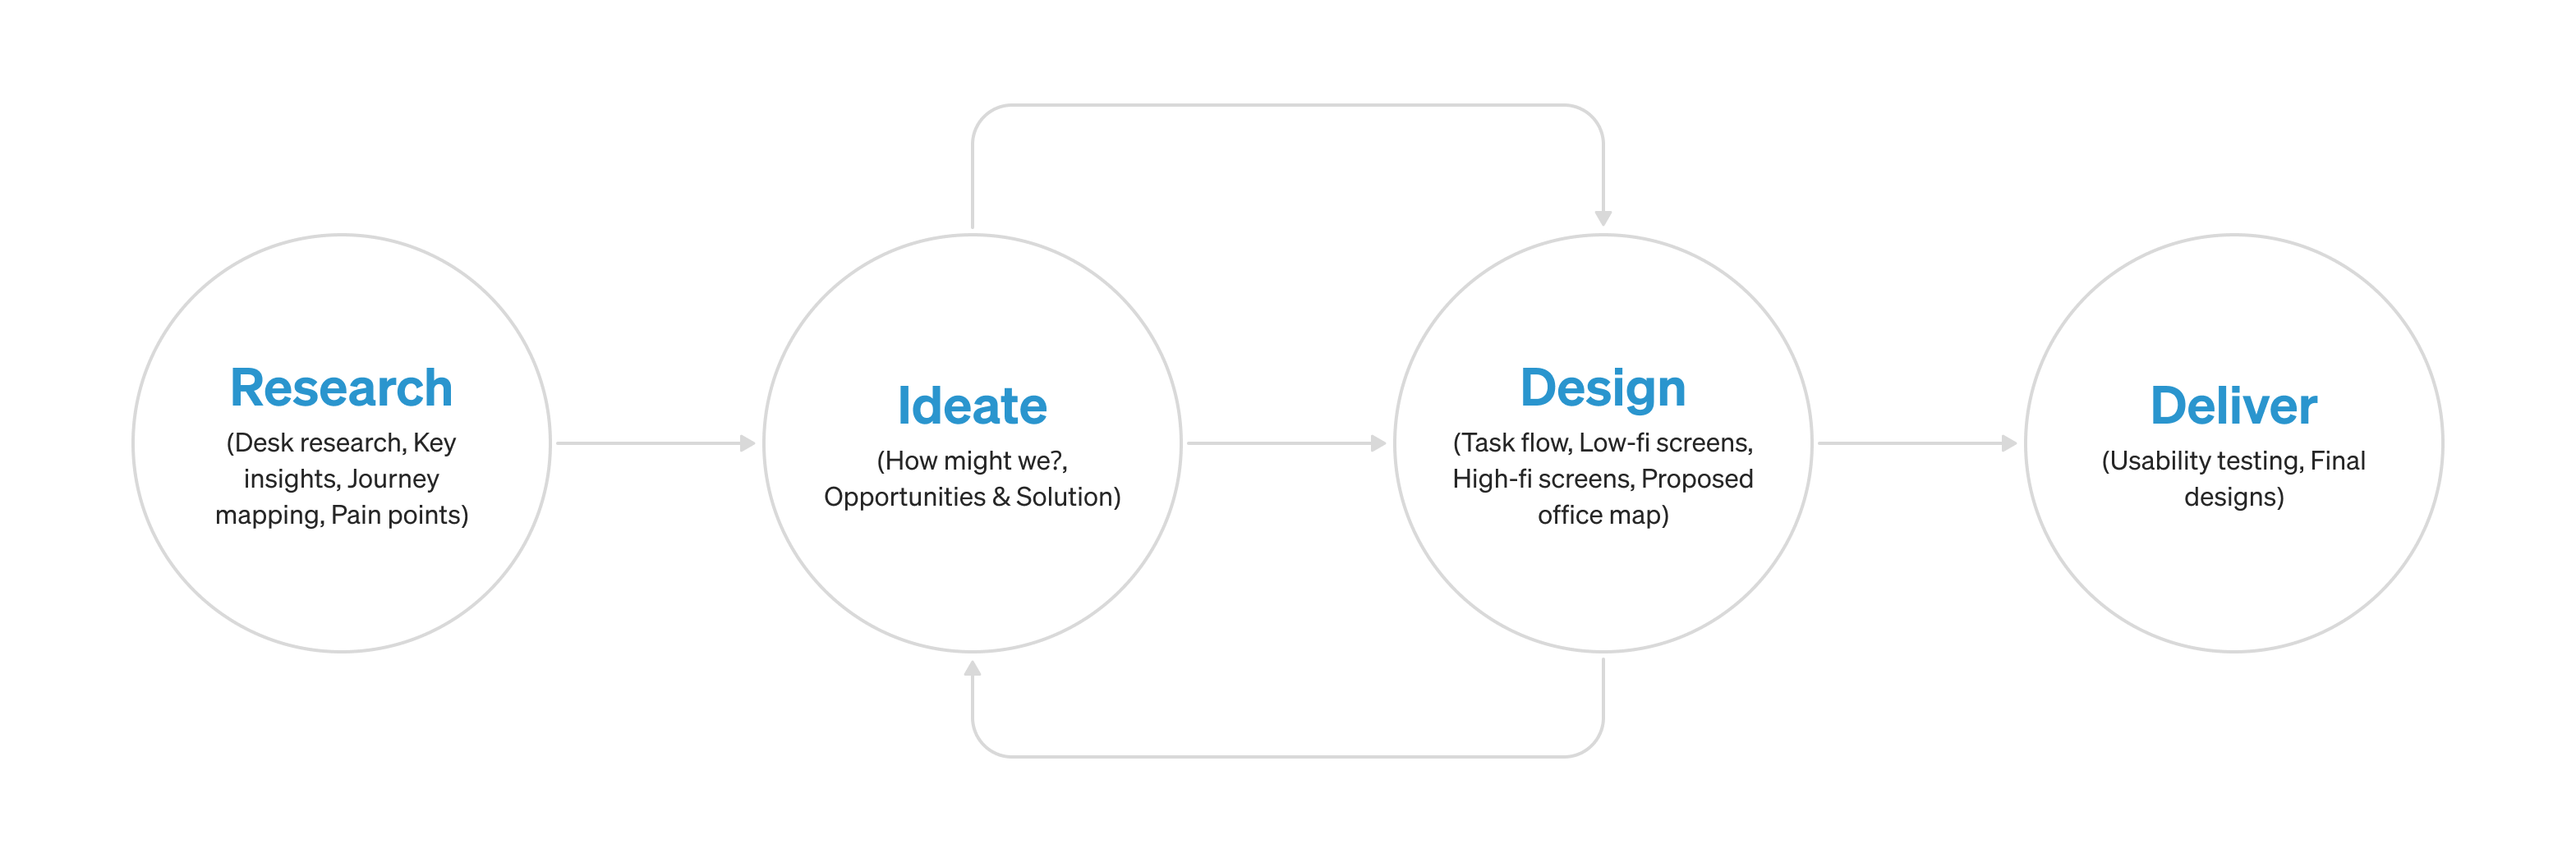 Research
(Desk research, Key
insights, Journey
mapping, Pain points)
Ideate
(How might we?,
Opportunities & Solution)
Design
(Task flow, Low-fi screens,
High-fi screens, Proposed
office map)
Deliver
(Usability testing, Final
designs)